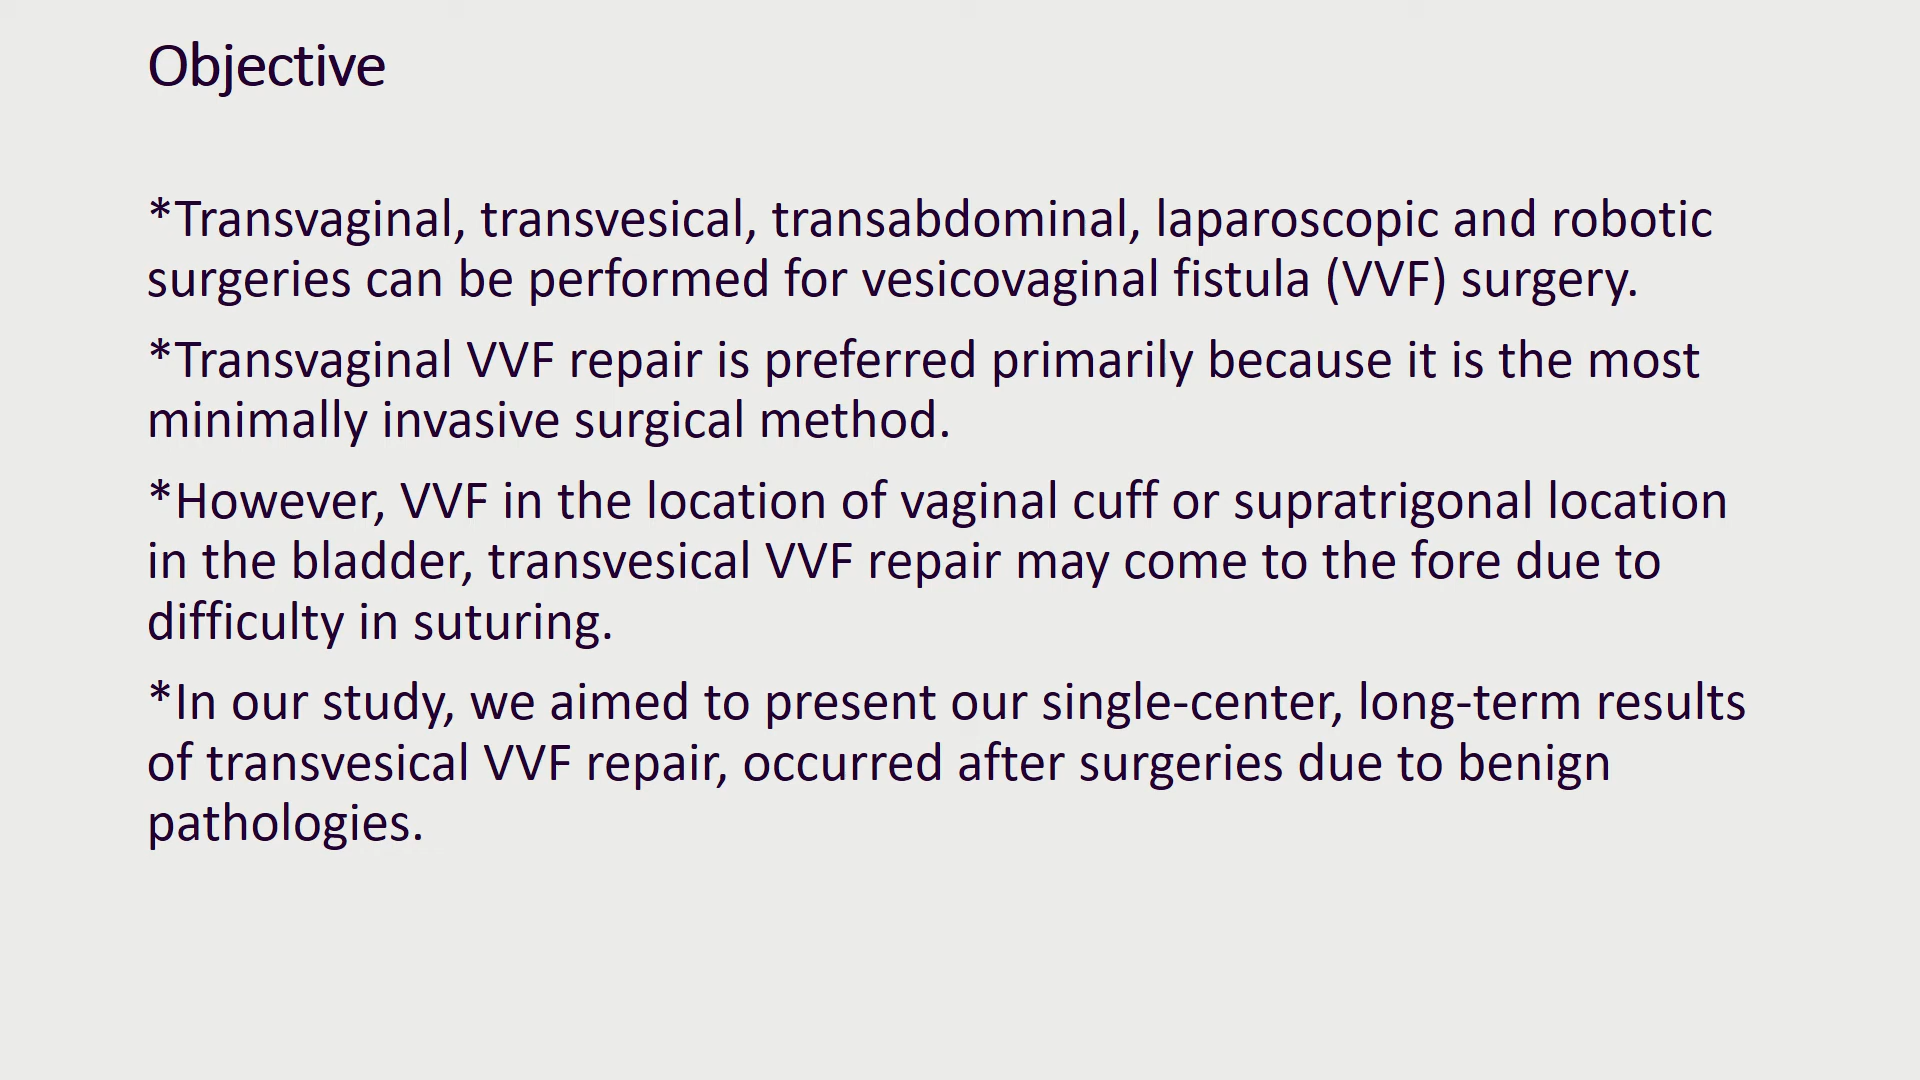 Objective
*Transvaginal, transvesical, transabdominal, laparoscopic and robotic
surgeries can be performed for vesicovaginal fistula (VVF) surgery.
*Transvaginal VVF repair is preferred primarily because it is the most
minimally invasive surgical method.
*However, VVF in the location of vaginal cuff or supratrigonal location
in the bladder, transvesical VVF repair may come to the fore due to
difficulty in suturing.
*In our study, we aimed to present our single-center, long-term results
of transvesical VVF repair, occurred after surgeries due to benign
pathologies.